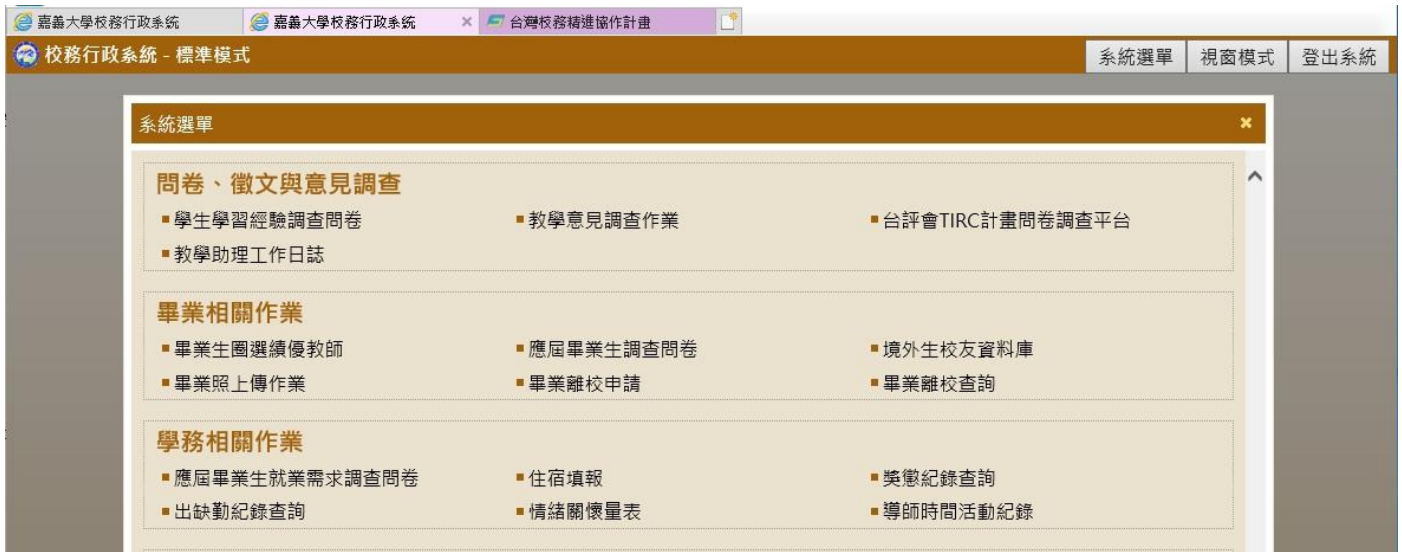 嘉義大學校務行政系統 嘉義大學校務行政系統 × 台灣校務精進協作計畫
校務行政系統 - 標準模式 系統選單 視窗模式 登出系統
系統選單 ×
問卷、徵文與意見調查
學生學習經驗調查問卷 教學意見調查作業 台評會TIRC計畫問卷調查平台
教學助理工作日誌
畢業相關作業
畢業生圈選績優教師 應屆畢業生調查問卷 境外生校友資料庫
畢業照上傳作業 畢業離校申請 畢業離校查詢
學務相關作業
應屆畢業生就業需求調查問卷 住宿填報 獎懲紀錄查詢
出缺勤紀錄查詢 情緒關懷量表 導師時間活動紀錄